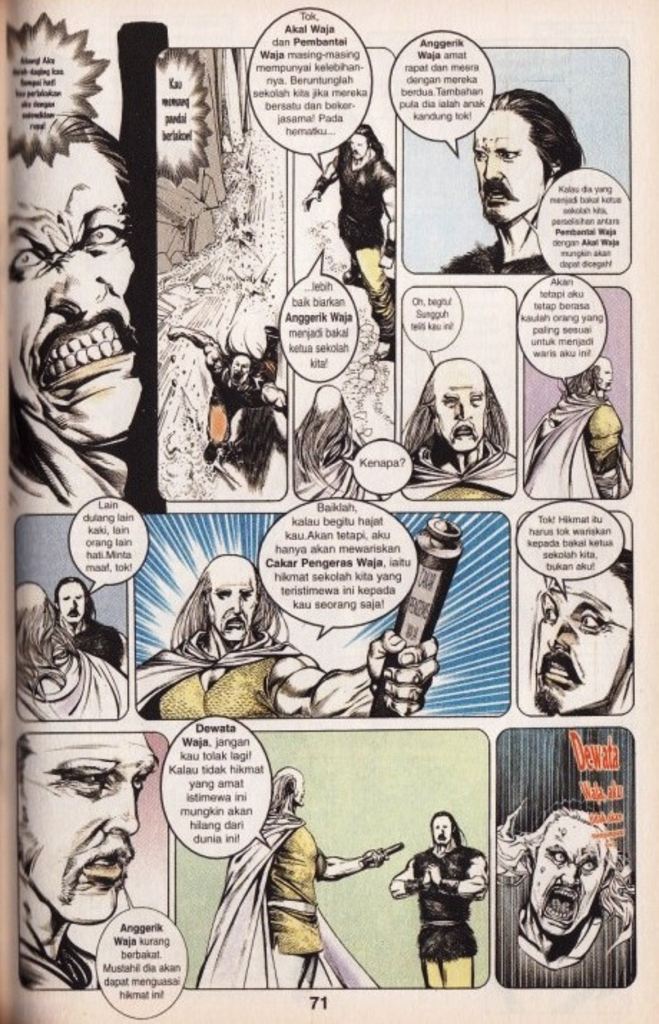 Kau
memang
pandai
berlakon!
Tok,
Akal Waja
dan Pembantai
Waja masing-masing
mempunyai kelebihan-
nya. Beruntunglah
sekolah kita jika mereka
bersatu dan beker-
jasama! Pada
hematku...
...lebih
baik biarkan
Anggerik Waja
menjadi bakal
ketua sekolah
kita!
Kenapa?
Anggerik
Waja amat
rapat dan mesra
dengan mereka
berdua.Tambahan
pula dia ialah anak
kandung tok!
Kalau dia yang
menjadi bakal ketua
sekolah kita,
perselisihan antara
Pembantai Waja
dengan Akal Waja
mungkin akan
dapat dicegah!
Oh, begitu!
Sungguh
teliti kau ini!
Akan
tetapi aku
tetap berasa
kaulah orang yang
paling sesuai
untuk menjadi
waris aku ini!
Lain
dulang lain
kaki, lain
orang lain
hati.Minta
maaf, tok!
Baiklah,
kalau begitu hajat
kau.Akan tetapi, aku
hanya akan mewariskan
Cakar Pengeras Waja, iaitu
hikmat sekolah kita yang
teristimewa ini kepada
kau seorang saja!
CAKAR
PENGERAS
WAJA
Tok! Hikmat itu
harus tok wariskan
kepada bakal ketua
sekolah kita,
bukan aku!
Anggerik
Waja kurang
berbakat.
Mustahil dia akan
dapat menguasai
hikmat ini!
Dewata
Waja, jangan
kau tolak lagi!
Kalau tidak hikmat
yang amat
istimewa ini
mungkin akan
hilang dari
dunia ini!
Dewata
Waja, aku
71